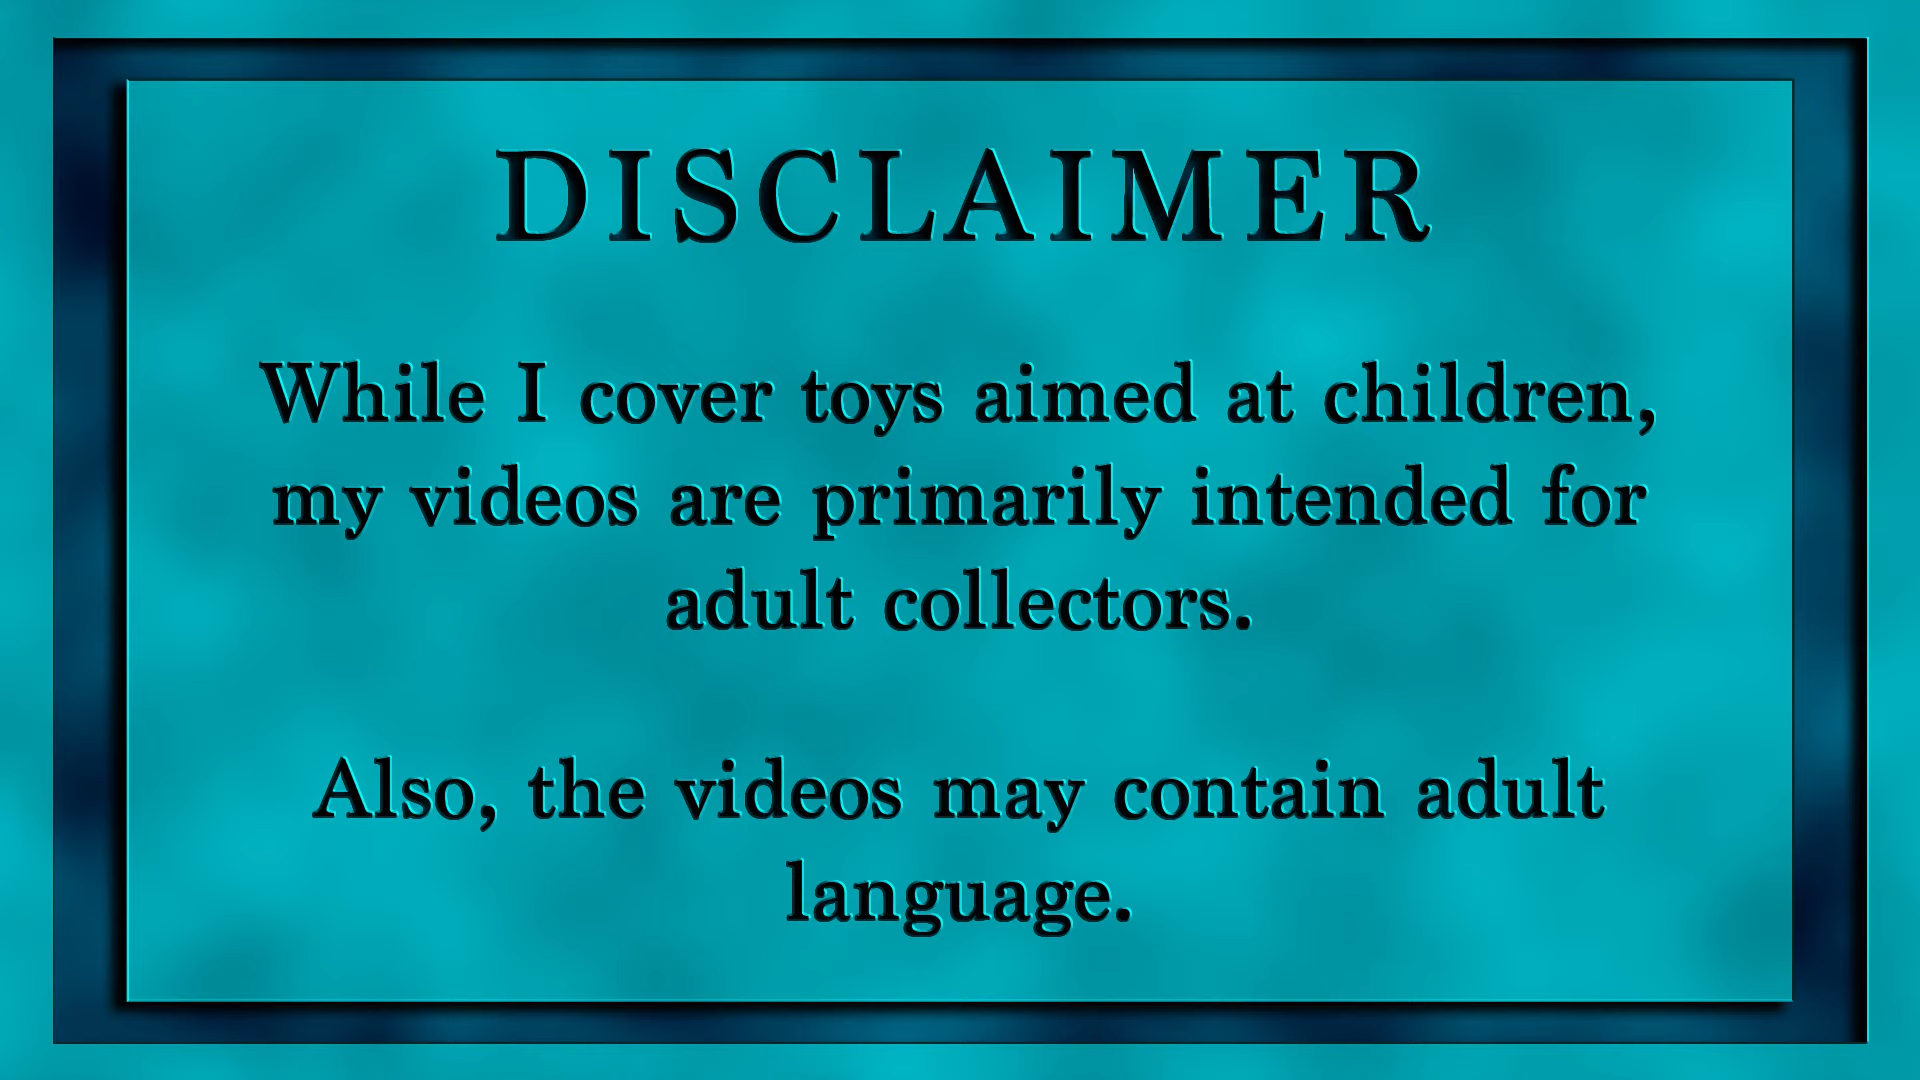 DISCLAIMER
While I cover toys aimed at children,
my videos are primarily intended for
adult collectors.
Also, the videos may contain adult
language.